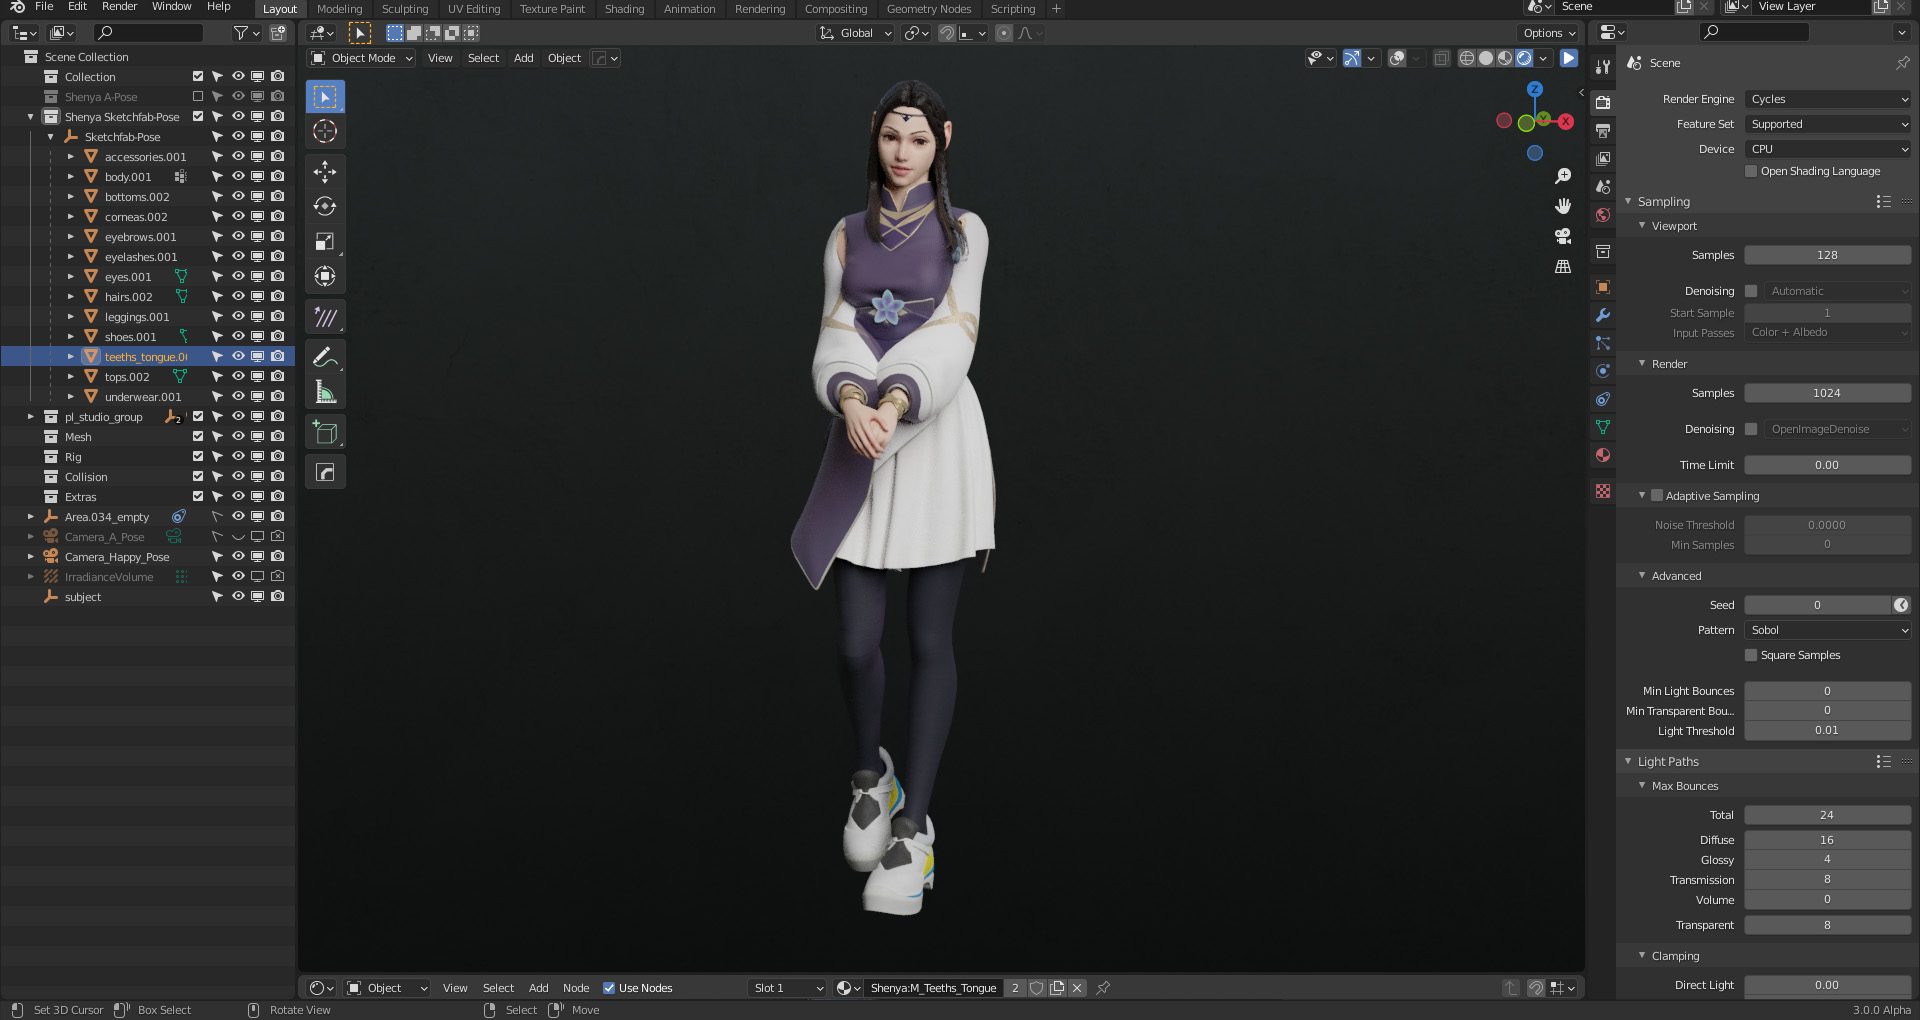 File Edit Render Window Help Layout Modeling Sculpting UV Editing Texture Paint Shading Animation Rendering Compositing Geometry Nodes Scripting + Scene View Layer
Global Options
Object Mode View Select Add Object
Scene Collection
Collection
Shenya A-Pose
Shenya Sketchfab-Pose
Sketchfab-Pose
accessories.001
body.001
bottoms.002
corneas.002
eyebrows.001
eyelashes.001
eyes.001
hairs.002
leggings.001
shoes.001
teeths_tongue.0
tops.002
underwear.001
pl_studio_group 2
Mesh
Rig
Collision
Extras
Area.034_empty
Camera_A_Pose
Camera_Happy_Pose
IrradianceVolume
subject
Z
Y
X
Scene
Render Engine Cycles
Feature Set Supported
Device CPU
Open Shading Language
Sampling
Viewport
Samples 128
Denoising Automatic
Start Sample 1
Input Passes Color + Albedo
Render
Samples 1024
Denoising OpenImageDenoise
Time Limit 0.00
Adaptive Sampling
Noise Threshold 0.0000
Min Samples 0
Advanced
Seed 0
Pattern Sobol
Square Samples
Min Light Bounces 0
Min Transparent Bou... 0
Light Threshold 0.01
Light Paths
Max Bounces
Total 24
Diffuse 16
Glossy 4
Transmission 8
Volume 0
Transparent 8
Clamping
Direct Light 0.00
Object View Select Add Node Use Nodes Slot 1 Shenya:M_Teeths_Tongue 2
Set 3D Cursor Box Select Rotate View Select Move 3.0.0 Alpha